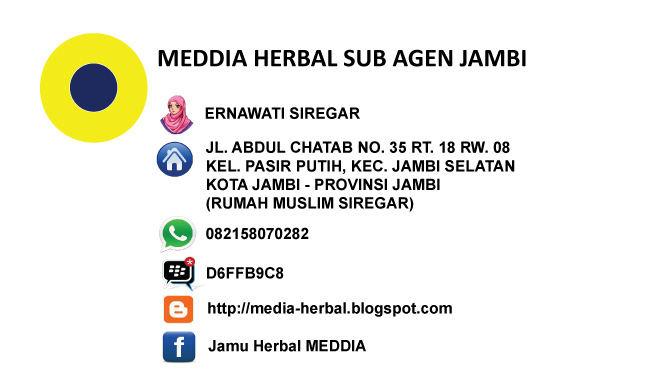 MEDDIA HERBAL SUB AGEN JAMBI
ERNAWATI SIREGAR
JL. ABDUL CHATAB NO. 35 RT. 18 RW. 08
KEL. PASIR PUTIH, KEC. JAMBI SELATAN
KOTA JAMBI - PROVINSI JAMBI
(RUMAH MUSLIM SIREGAR)
082158070282
D6FFB9C8
http://media-herbal.blogspot.com
Jamu Herbal MEDDIA